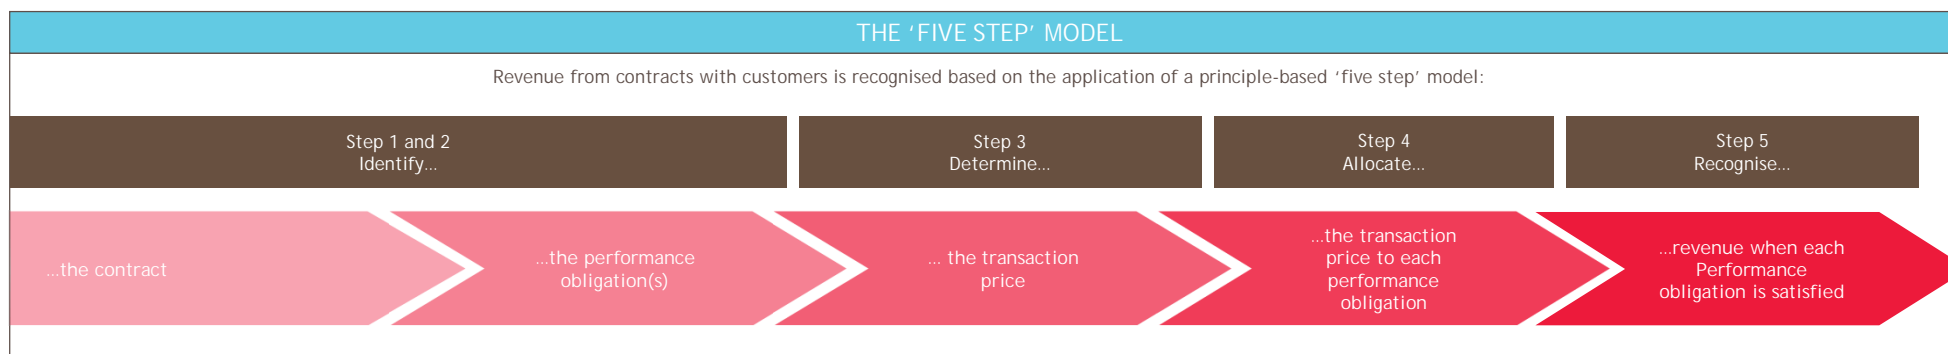 THE ‘FIVE STEP’ MODEL
Revenue from contracts with customers is recognised based on the application of a principle-based ‘five step’ model:
Step 1 and 2
Identify...
Step 3
Determine...
Step 4
Allocate...
Step 5
Recognise...
...the contract
...the performance
obligation(s)
... the transaction
price
...the transaction
price to each
performance
obligation
...revenue when each
Performance
obligation is satisfied